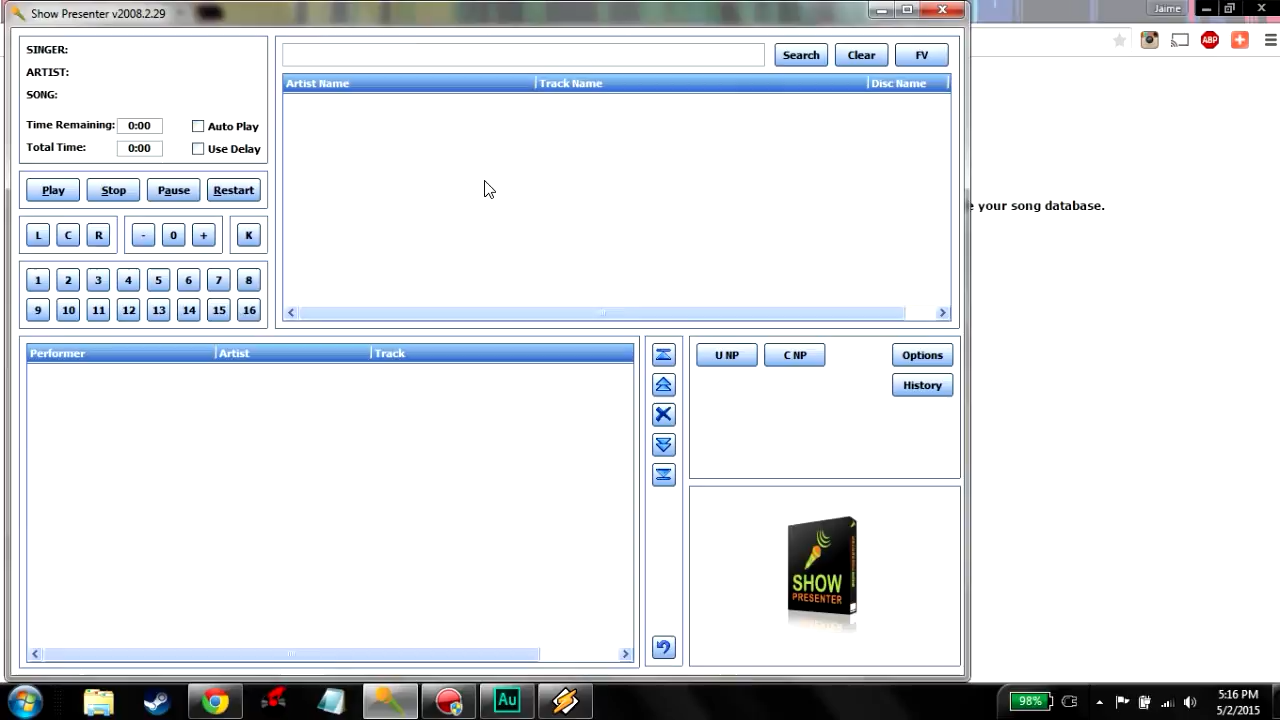 Show Presenter v2008.2.29
Jaime
SINGER:
ARTIST:
SONG:
Time Remaining: 0:00 Auto Play
Total Time: 0:00 Use Delay
Play Stop Pause Restart
L C R - 0 + K
1 2 3 4 5 6 7 8
9 10 11 12 13 14 15 16
Search Clear FV
Artist Name Track Name Disc Name
ABP
your song database.
Performer Artist Track
U NP C NP Options
History
SHOW
PRESENTER
Au
98%
5:16 PM
5/2/2015